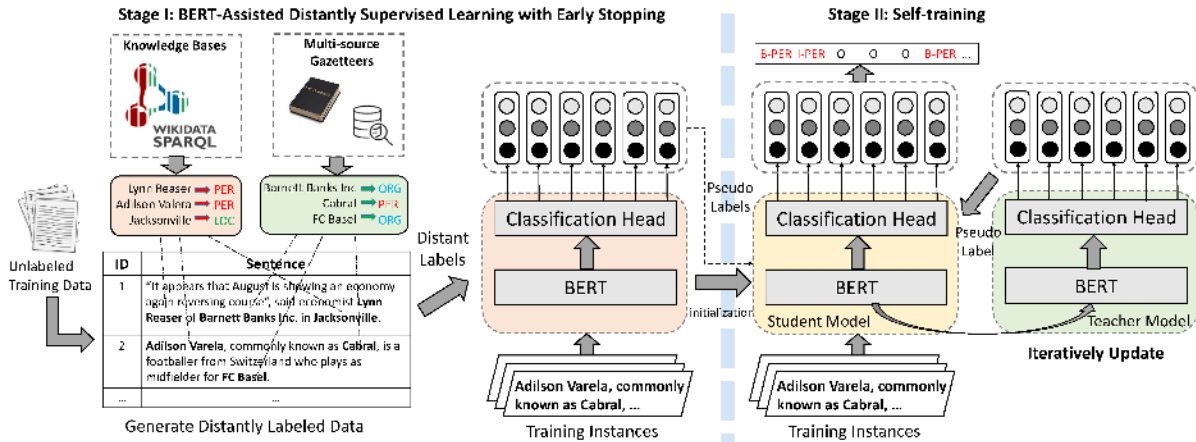 Stage I: BERT-Assisted Distantly Supervised Learning with Early Stopping
Knowledge Bases
WIKIDATA
SPARQL
Multi-source
Gazetteers
Lynn Reaser PER
Adilson Valera PER
Jacksonville LOC
Barnett Banks Inc. ORG
Cabral PER
FC Basel ORG
Unlabeled
Training Data
ID Sentence
1 "It appears that August is showing an economy
again reversing course", said economist Lynn
Reaser of Barnett Banks Inc. in Jacksonville.
2 Adilson Varela, commonly known as Cabral, is a
footballer from Switzerland who plays as
midfielder for FC Basel.
... ...
Generate Distantly Labeled Data
Distant
Labels
Classification Head
BERT
Adilson Varela, commonly
known as Cabral, ...
Training Instances
Pseudo
Labels
initialization
Stage II: Self-training
B-PER I-PER O O O B-PER ...
Classification Head
BERT
Student Model
Adilson Varela, commonly
known as Cabral, ...
Training Instances
Pseudo
Label
Classification Head
BERT
Teacher Model
Iteratively Update